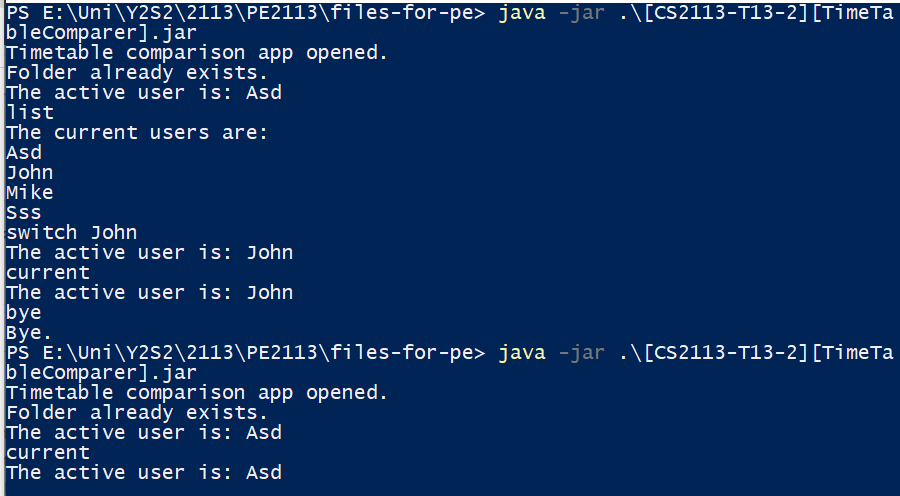 PS E:\Uni\Y2S2\2113\PE2113\files-for-pe> java -jar .\[CS2113-T13-2][TimeTa
bleComparer].jar
Timetable comparison app opened.
Folder already exists.
The active user is: Asd
list
The current users are:
Asd
John
Mike
Sss
switch John
The active user is: John
current
The active user is: John
bye
Bye.
PS E:\Uni\Y2S2\2113\PE2113\files-for-pe> java -jar .\[CS2113-T13-2][TimeTa
bleComparer].jar
Timetable comparison app opened.
Folder already exists.
The active user is: Asd
current
The active user is: Asd